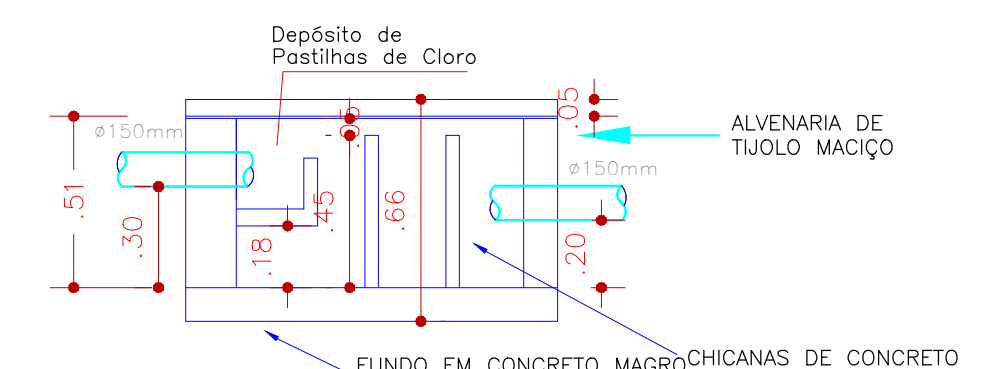 Depósito de
Pastilhas de Cloro
.05
.05
ø150mm
ALVENARIA DE
TIJOLO MACIÇO
ø150mm
.51
.30
.18
.45
.66
.20
FUNDO EM CONCRETO MAGRO
CHICANAS DE CONCRETO